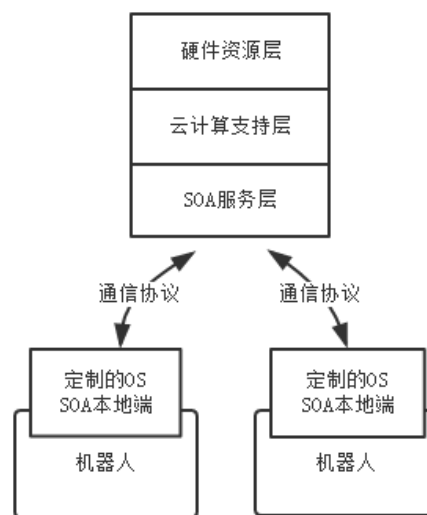 硬件资源层
云计算支持层
SOA服务层
通信协议
通信协议
定制的OS
SOA本地端
定制的OS
SOA本地端
机器人
机器人